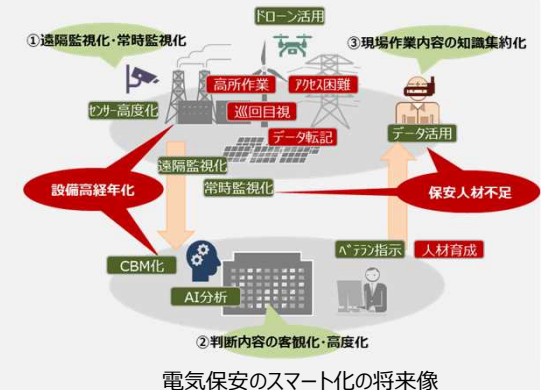 ドローン活用
①遠隔監視化・常時監視化
③現場作業内容の知識集約化
高所作業
アクセス困難
センサー高度化
巡回目視
データ転記
データ活用
遠隔監視化
設備高経年化
常時監視化
保安人材不足
CBM化
AI分析
ベテラン指示
人材育成
②判断内容の客観化・高度化
電気保安のスマート化の将来像